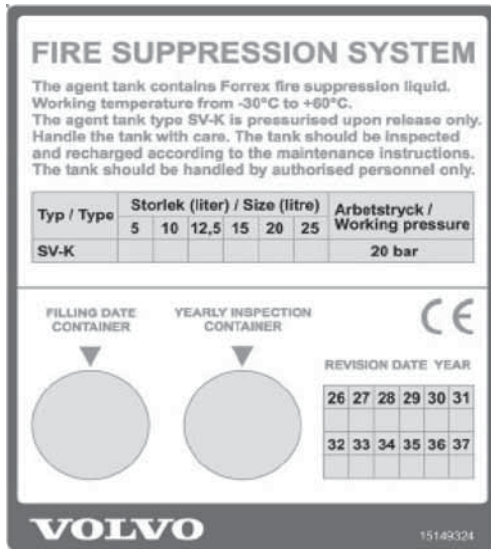 FIRE SUPPRESSION SYSTEM
The agent tank contains Forrex fire suppression liquid.
Working temperature from -30°C to +60°C.
The agent tank type SV-K is pressurised upon release only.
Handle the tank with care. The tank should be inspected
and recharged according to the maintenance instructions.
The tank should be handled by authorised personnel only.
Typ / Type Storlek (liter) / Size (litre) Arbetstryck /
5 10 12,5 15 20 25 Working pressure
SV-K 20 bar
FILLING DATE YEARLY INSPECTION
CONTAINER CONTAINER
CE
REVISION DATE YEAR
26 27 28 29 30 31
32 33 34 35 36 37
VOLVO
15149324